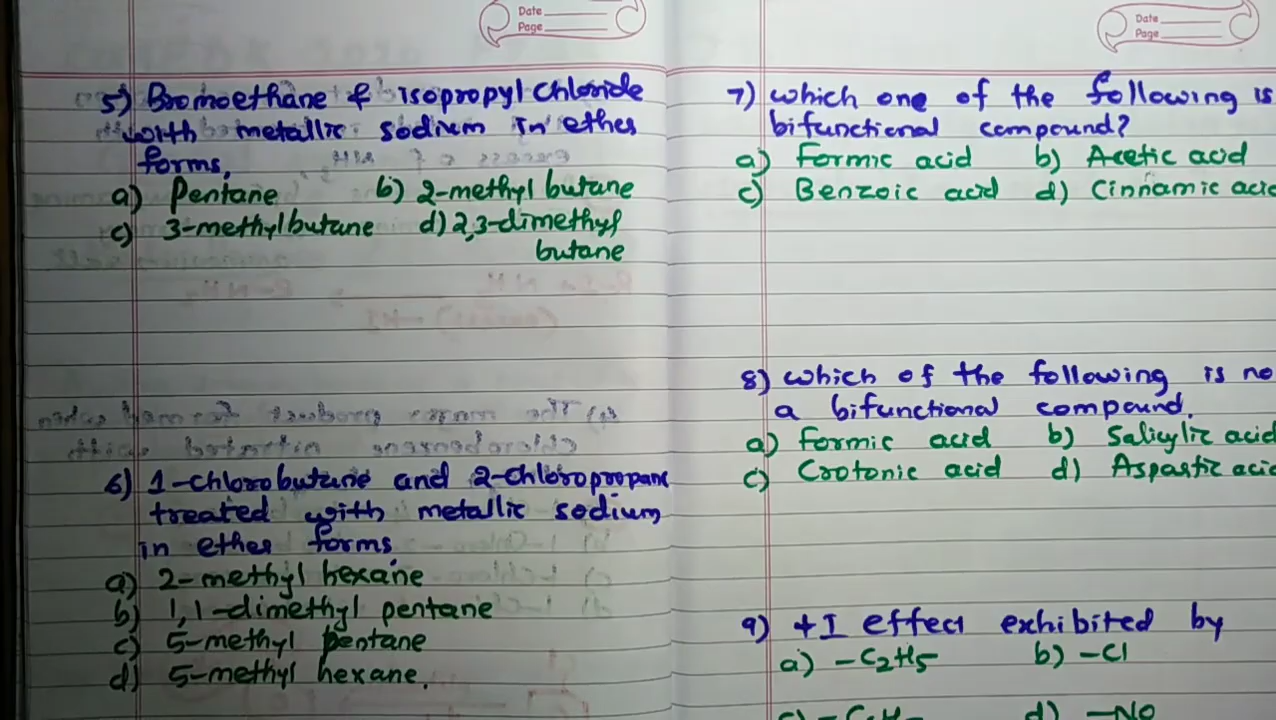 Date
Page
5) Bromoethane & isopropyl chloride
with metallic sodium in ether
forms,
a) Pentane b) 2-methyl butane
c) 3-methylbutane d) 2,3-dimethyl
butane
6) 1-chlorobutane and 2-chloropropane
treated with metallic sodium
in ether forms
a) 2-methyl hexane
b) 1,1-dimethyl pentane
c) 5-methyl pentane
d) 5-methyl hexane.
Date
Page
7) which one of the following is
bifunctional compound?
a) Formic acid b) Acetic acid
c) Benzoic acid d) Cinnamic acid
8) which of the following is no
a bifunctional compound.
a) Formic acid b) Salicylic acid
c) Crotonic acid d) Aspastic acid
9) +I effect exhibited by
a) -C2H5 b) -Cl
d) -NO